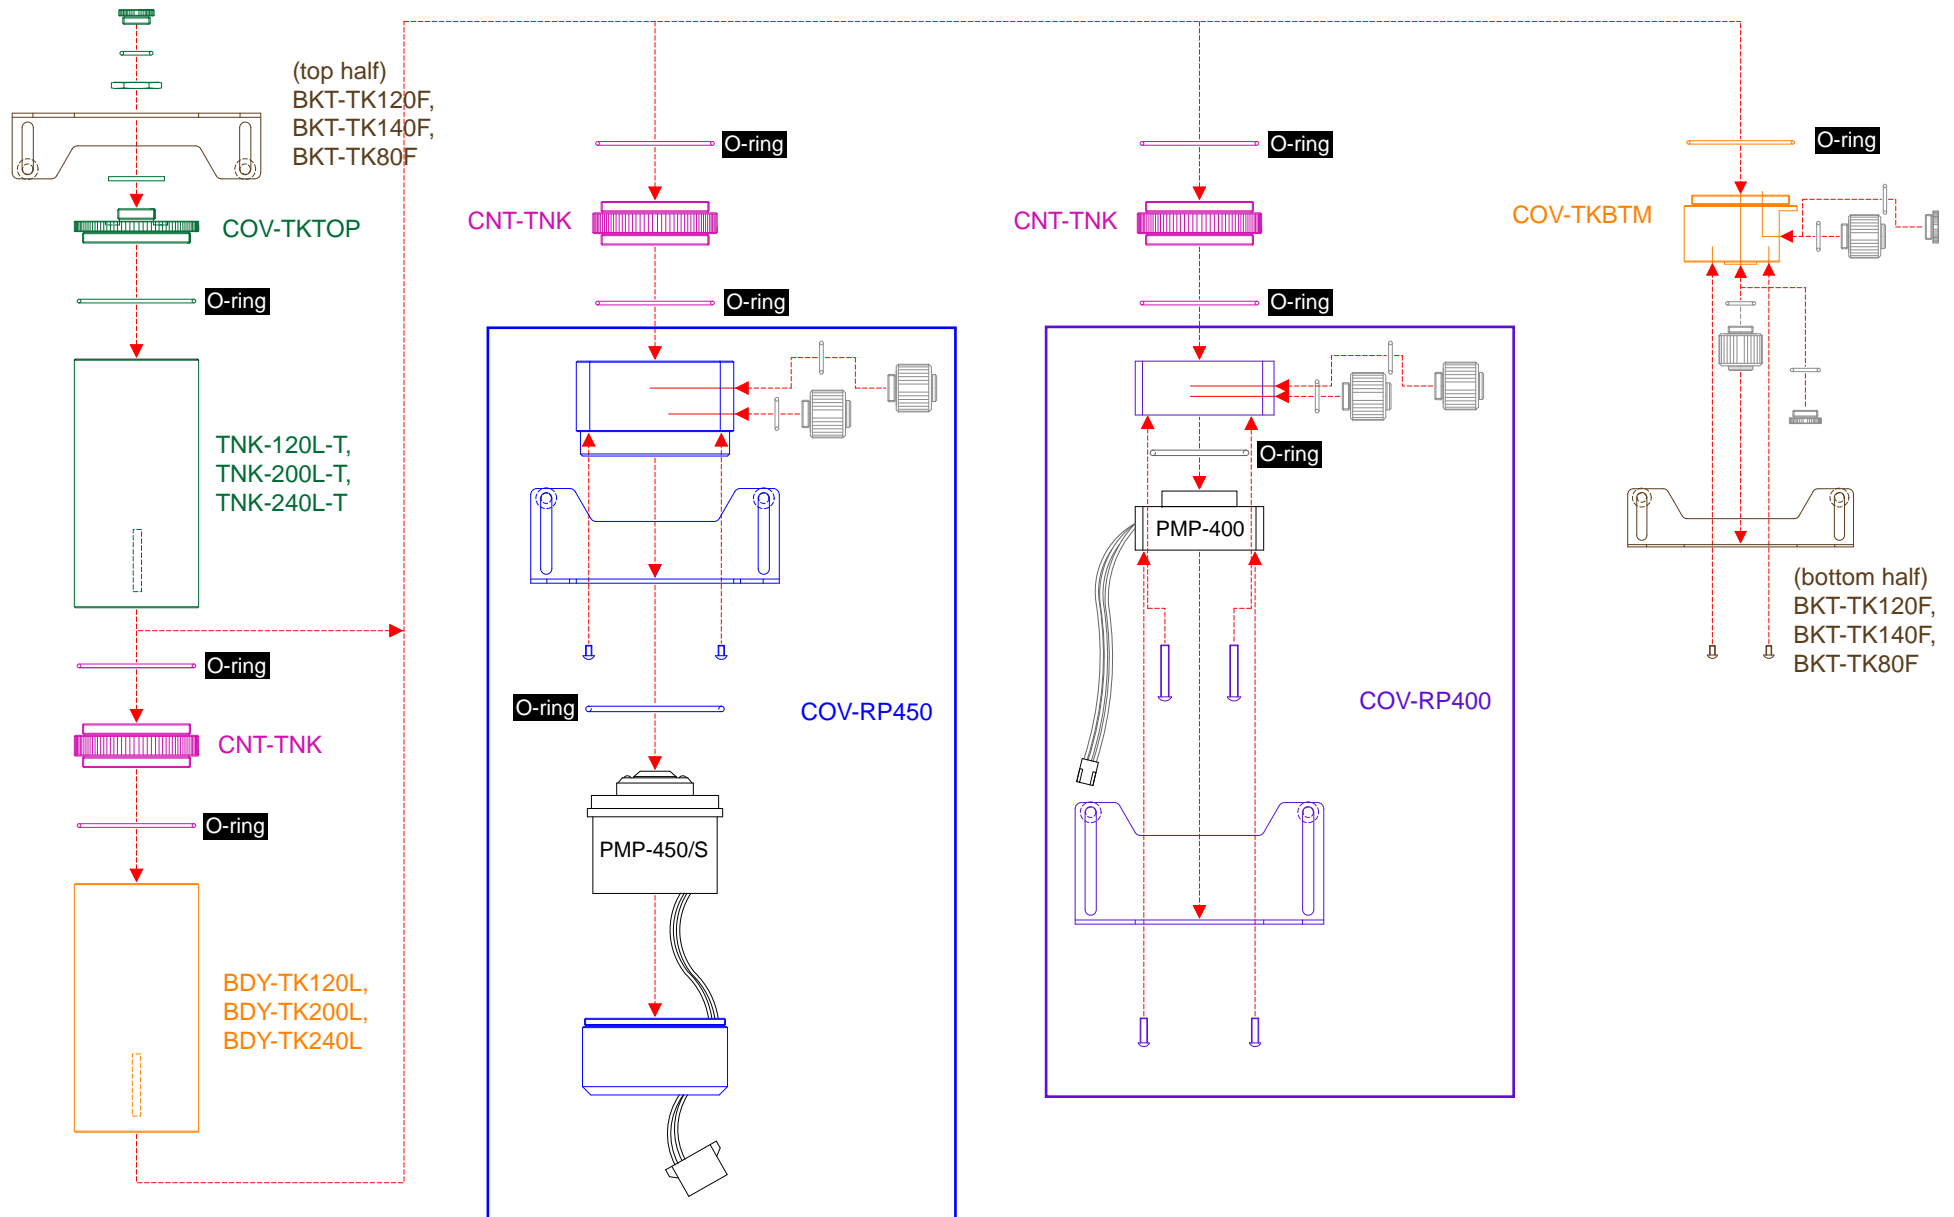 (top half)
BKT-TK120F,
BKT-TK140F,
BKT-TK80F
COV-TKTOP
O-ring
TNK-120L-T,
TNK-200L-T,
TNK-240L-T
O-ring
CNT-TNK
O-ring
BDY-TK120L,
BDY-TK200L,
BDY-TK240L
O-ring
CNT-TNK
O-ring
O-ring
COV-RP450
PMP-450/S
O-ring
CNT-TNK
O-ring
O-ring
PMP-400
COV-RP400
O-ring
COV-TKBTM
(bottom half)
BKT-TK120F,
BKT-TK140F,
BKT-TK80F